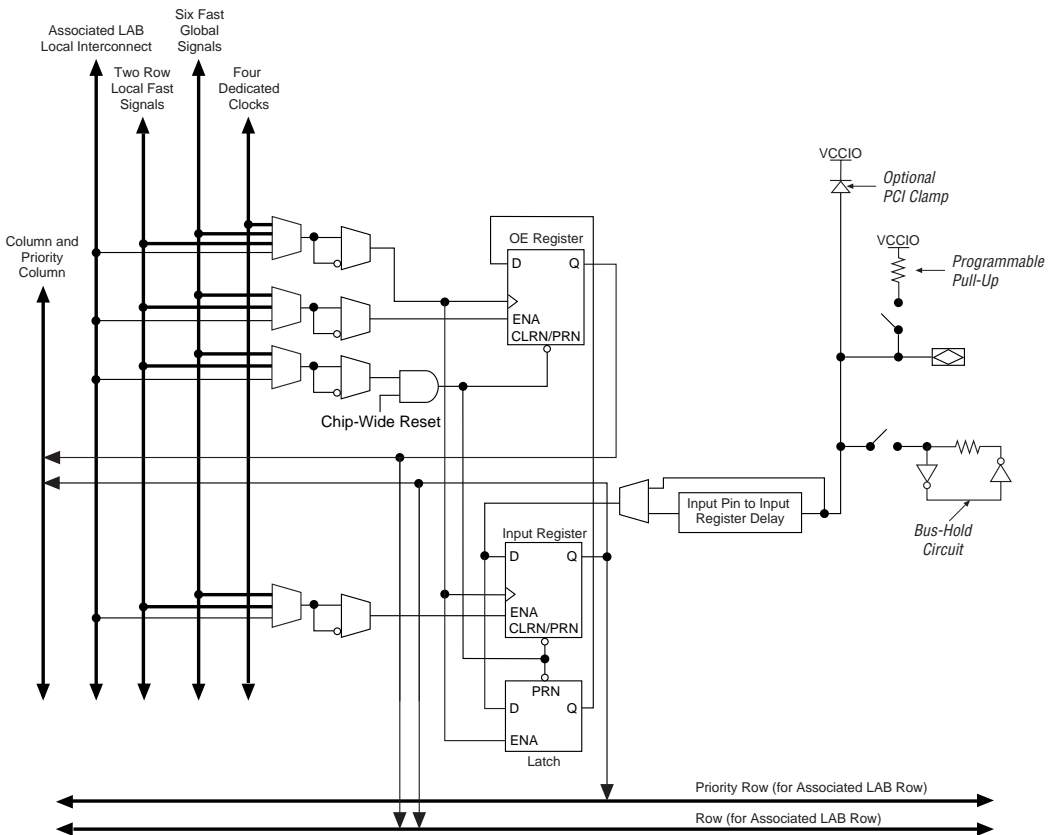 Six Fast
Global
Signals
Associated LAB
Local Interconnect
Two Row
Local Fast
Signals
Four
Dedicated
Clocks
Column and
Priority
Column
VCCIO
Optional
PCI Clamp
VCCIO
Programmable
Pull-Up
OE Register
D Q
ENA
CLRN/PRN
Chip-Wide Reset
Input Pin to Input
Register Delay
Bus-Hold
Circuit
Input Register
D Q
ENA
CLRN/PRN
PRN
D Q
ENA
Latch
Priority Row (for Associated LAB Row)
Row (for Associated LAB Row)